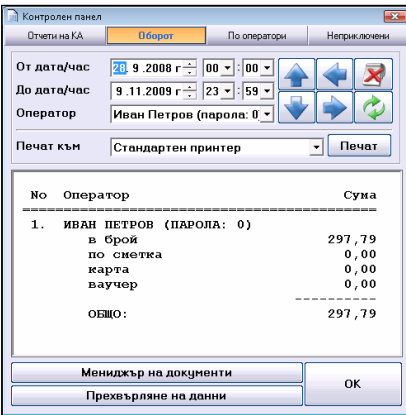 Контролен панел
Отчети на КА Оборот По оператори Неприключени
От дата/час 28. 9 .2008 г 00 : 00
До дата/час 9 .11.2009 г 23 : 59
Оператор Иван Петров (парола: 0
Печат към Стандартен принтер Печат
No Оператор Сума
==========================================
1. ИВАН ПЕТРОВ (ПАРОЛА: 0)
в брой 297,79
по сметка 0,00
карта 0,00
ваучер 0,00
----------
ОБЩО: 297,79
Мениджър на документи
Прехвърляне на данни
OK